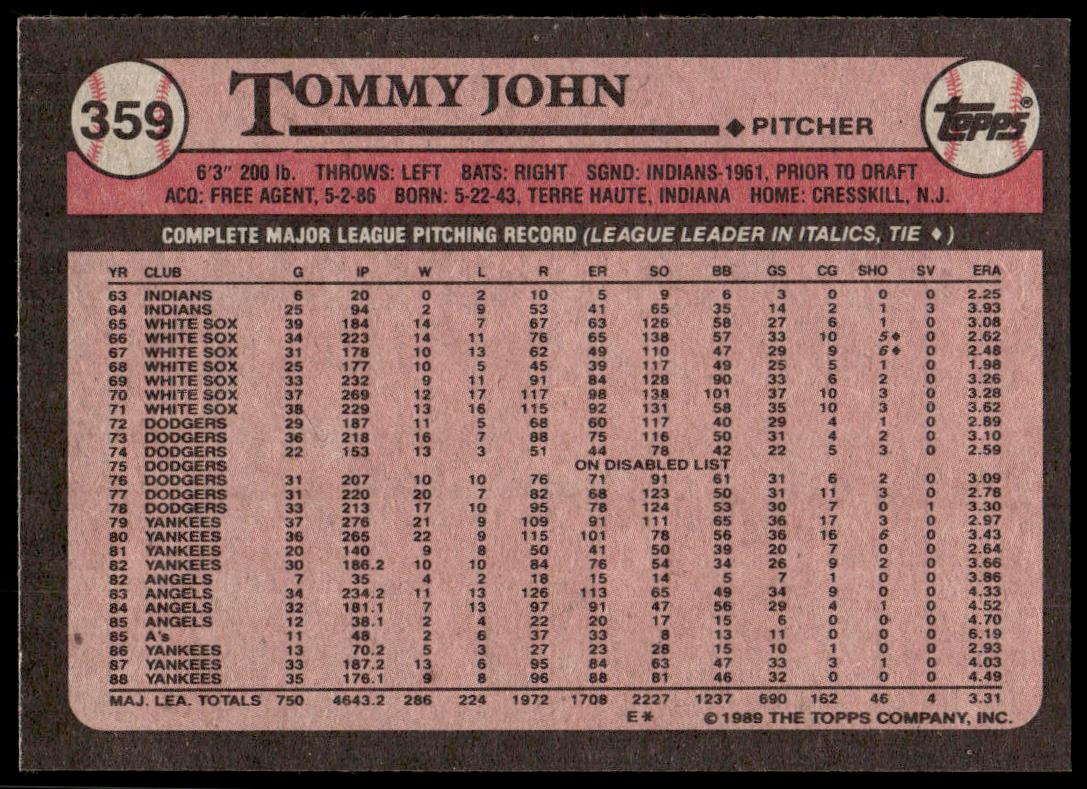 359 TOMMY JOHN
◆ PITCHER Topps®
6'3" 200 lb. THROWS: LEFT BATS: RIGHT SGND: INDIANS-1961, PRIOR TO DRAFT
ACQ: FREE AGENT, 5-2-86 BORN: 5-22-43, TERRE HAUTE, INDIANA HOME: CRESSKILL, N.J.
COMPLETE MAJOR LEAGUE PITCHING RECORD (LEAGUE LEADER IN ITALICS, TIE ♦)
YR CLUB G IP W L R ER SO BB GS CG SHO SV ERA
63 INDIANS 6 20 0 2 10 5 9 6 3 0 0 0 2.25
64 INDIANS 25 94 2 9 53 41 65 35 14 2 1 3 3.93
65 WHITE SOX 39 184 14 7 67 63 126 58 27 6 1 0 3.08
66 WHITE SOX 34 223 14 11 76 65 138 57 33 10 5♦ 0 2.62
67 WHITE SOX 31 178 10 13 62 49 110 47 29 9 6♦ 0 2.48
68 WHITE SOX 25 177 10 5 45 39 117 49 25 5 1 0 1.98
69 WHITE SOX 33 232 9 11 91 84 128 90 33 6 2 0 3.26
70 WHITE SOX 37 269 12 17 117 98 138 101 37 10 3 0 3.28
71 WHITE SOX 38 229 13 16 115 92 131 58 35 10 3 0 3.62
72 DODGERS 29 187 11 5 68 60 117 40 29 4 1 0 2.89
73 DODGERS 36 218 16 7 88 75 116 50 31 4 2 0 3.10
74 DODGERS 22 153 13 3 51 44 78 42 22 5 3 0 2.59
75 DODGERS ON DISABLED LIST
76 DODGERS 31 207 10 10 76 71 91 61 31 6 2 0 3.09
77 DODGERS 31 220 20 7 82 68 123 50 31 11 3 0 2.78
78 DODGERS 33 213 17 10 95 78 124 53 30 7 0 1 3.30
79 YANKEES 37 276 21 9 109 91 111 65 36 17 3 0 2.97
80 YANKEES 36 265 22 9 115 101 78 56 36 16 6 0 3.43
81 YANKEES 20 140 9 8 50 41 50 39 20 7 0 0 2.64
82 YANKEES 30 186.2 10 10 84 76 54 34 26 9 2 0 3.66
82 ANGELS 7 35 4 2 18 15 14 5 7 1 0 0 3.86
83 ANGELS 34 234.2 11 13 126 113 65 49 34 9 0 0 4.33
84 ANGELS 32 181.1 7 13 97 91 47 56 29 4 1 0 4.52
85 ANGELS 12 38.1 2 4 22 20 17 15 6 0 0 0 4.70
85 A's 11 48 2 6 37 33 8 13 11 0 0 0 6.19
86 YANKEES 13 70.2 5 3 27 23 28 15 10 1 0 0 2.93
87 YANKEES 33 187.2 13 6 95 84 63 47 33 3 1 0 4.03
88 YANKEES 35 176.1 9 8 96 88 81 46 32 0 0 0 4.49
MAJ. LEA. TOTALS 750 4643.2 286 224 1972 1708 2227 1237 690 162 46 4 3.31
E* © 1989 THE TOPPS COMPANY, INC.